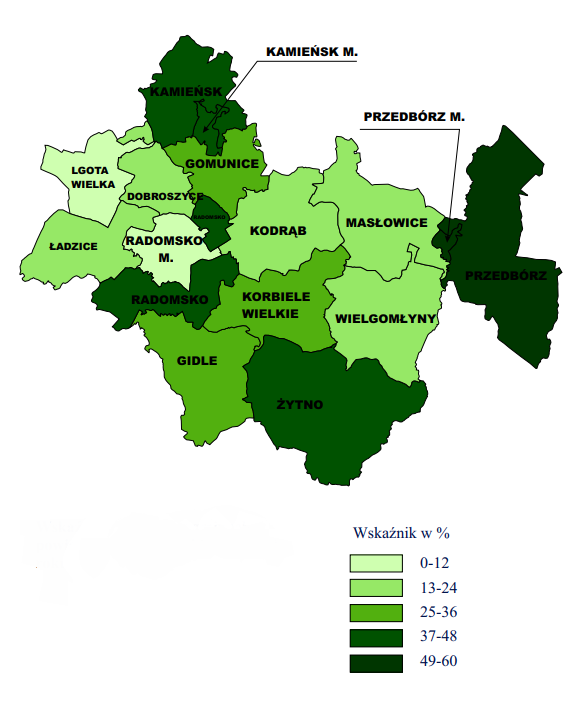 KAMIEŃSK M.
KAMIEŃSK
PRZEDBÓRZ M.
GOMUNICE
LGOTA
WIELKA
DOBROSZYCE
RADOMSKO
MASŁOWICE
KODRĄB
ŁADZICE
RADOMSKO
M.
PRZEDBÓRZ
RADOMSKO
KORBIELE
WIELKIE
WIELGOMŁYNY
GIDLE
ŻYTNO
Wskaźnik w %
0-12
13-24
25-36
37-48
49-60